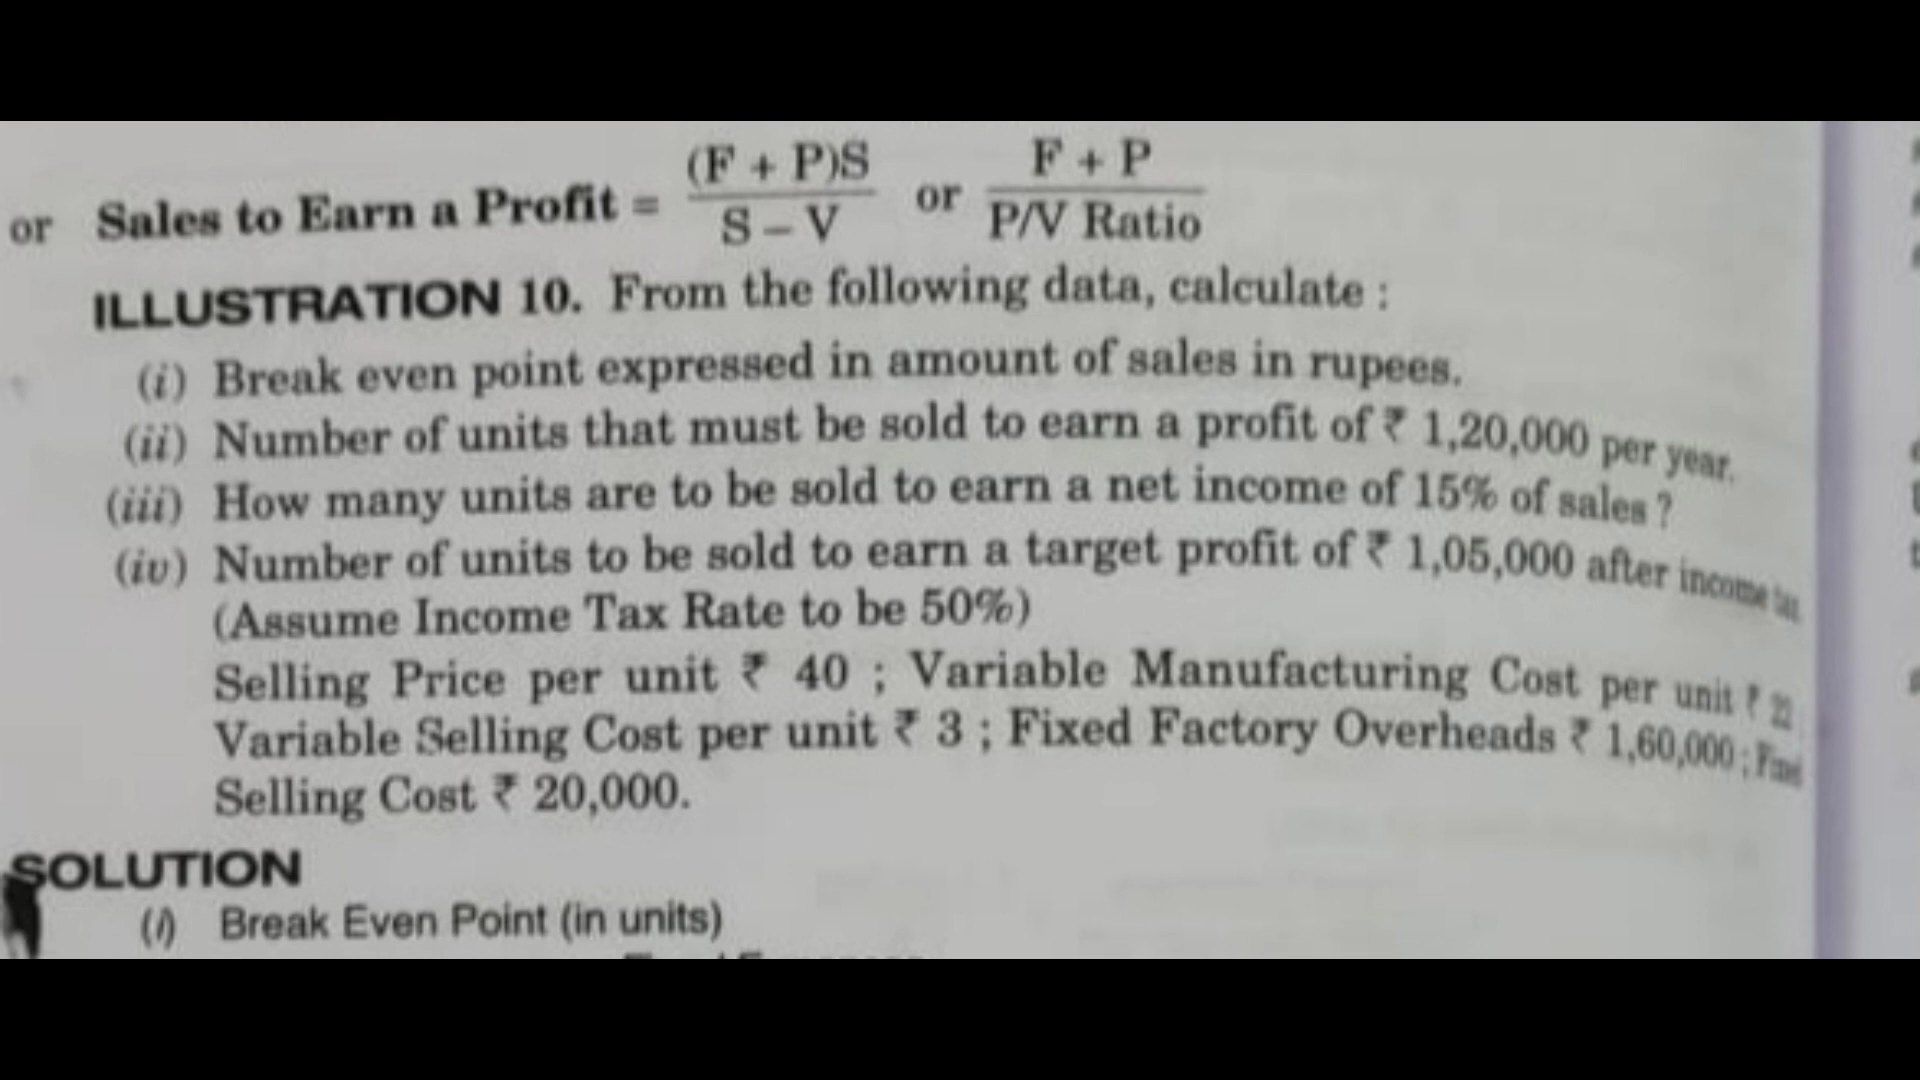 or Sales to Earn a Profit = (F + P)S / S – V or F + P / P/V Ratio
ILLUSTRATION 10. From the following data, calculate :
(i) Break even point expressed in amount of sales in rupees.
(ii) Number of units that must be sold to earn a profit of ₹ 1,20,000 per year.
(iii) How many units are to be sold to earn a net income of 15% of sales ?
(iv) Number of units to be sold to earn a target profit of ₹ 1,05,000 after income tax
(Assume Income Tax Rate to be 50%)
Selling Price per unit ₹ 40 ; Variable Manufacturing Cost per unit ₹
Variable Selling Cost per unit ₹ 3 ; Fixed Factory Overheads ₹ 1,60,000 ; Fixed
Selling Cost ₹ 20,000.
SOLUTION
(i) Break Even Point (in units)